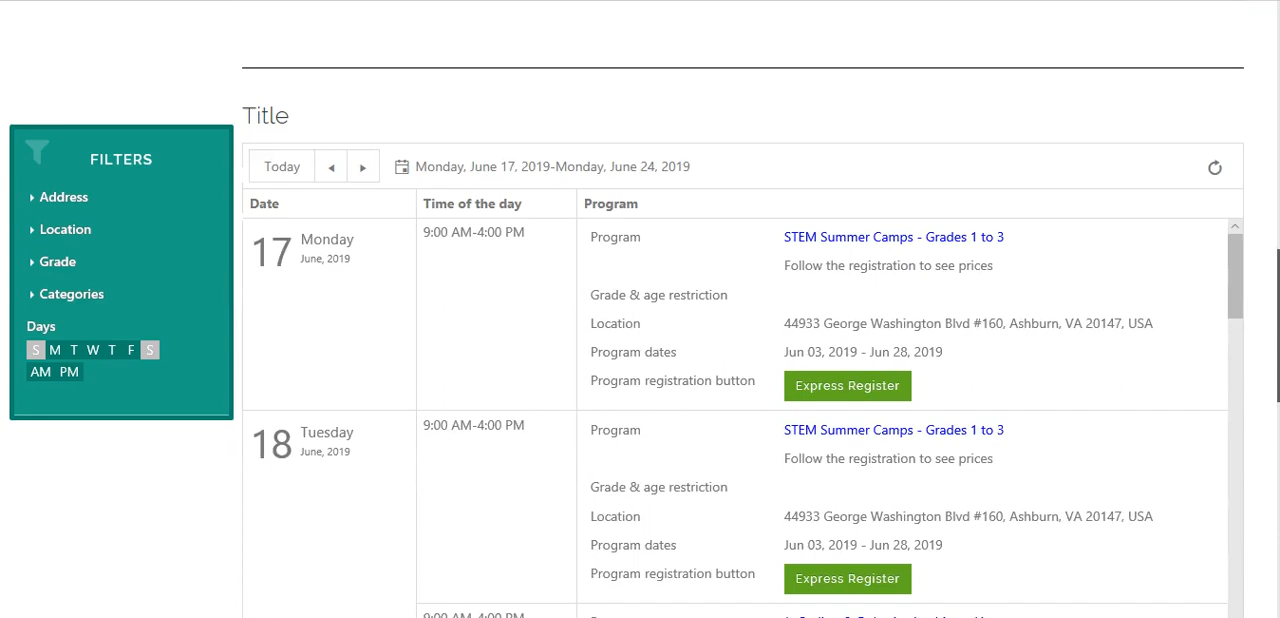 Title
FILTERS
Address
Location
Grade
Categories
Days
S M T W T F S
AM PM
Today Monday, June 17, 2019-Monday, June 24, 2019
Date Time of the day Program
17 Monday
June, 2019
9:00 AM-4:00 PM
Program STEM Summer Camps - Grades 1 to 3
Follow the registration to see prices
Grade & age restriction
Location 44933 George Washington Blvd #160, Ashburn, VA 20147, USA
Program dates Jun 03, 2019 - Jun 28, 2019
Program registration button Express Register
18 Tuesday
June, 2019
9:00 AM-4:00 PM
Program STEM Summer Camps - Grades 1 to 3
Follow the registration to see prices
Grade & age restriction
Location 44933 George Washington Blvd #160, Ashburn, VA 20147, USA
Program dates Jun 03, 2019 - Jun 28, 2019
Program registration button Express Register
9:00 AM-4:00 PM